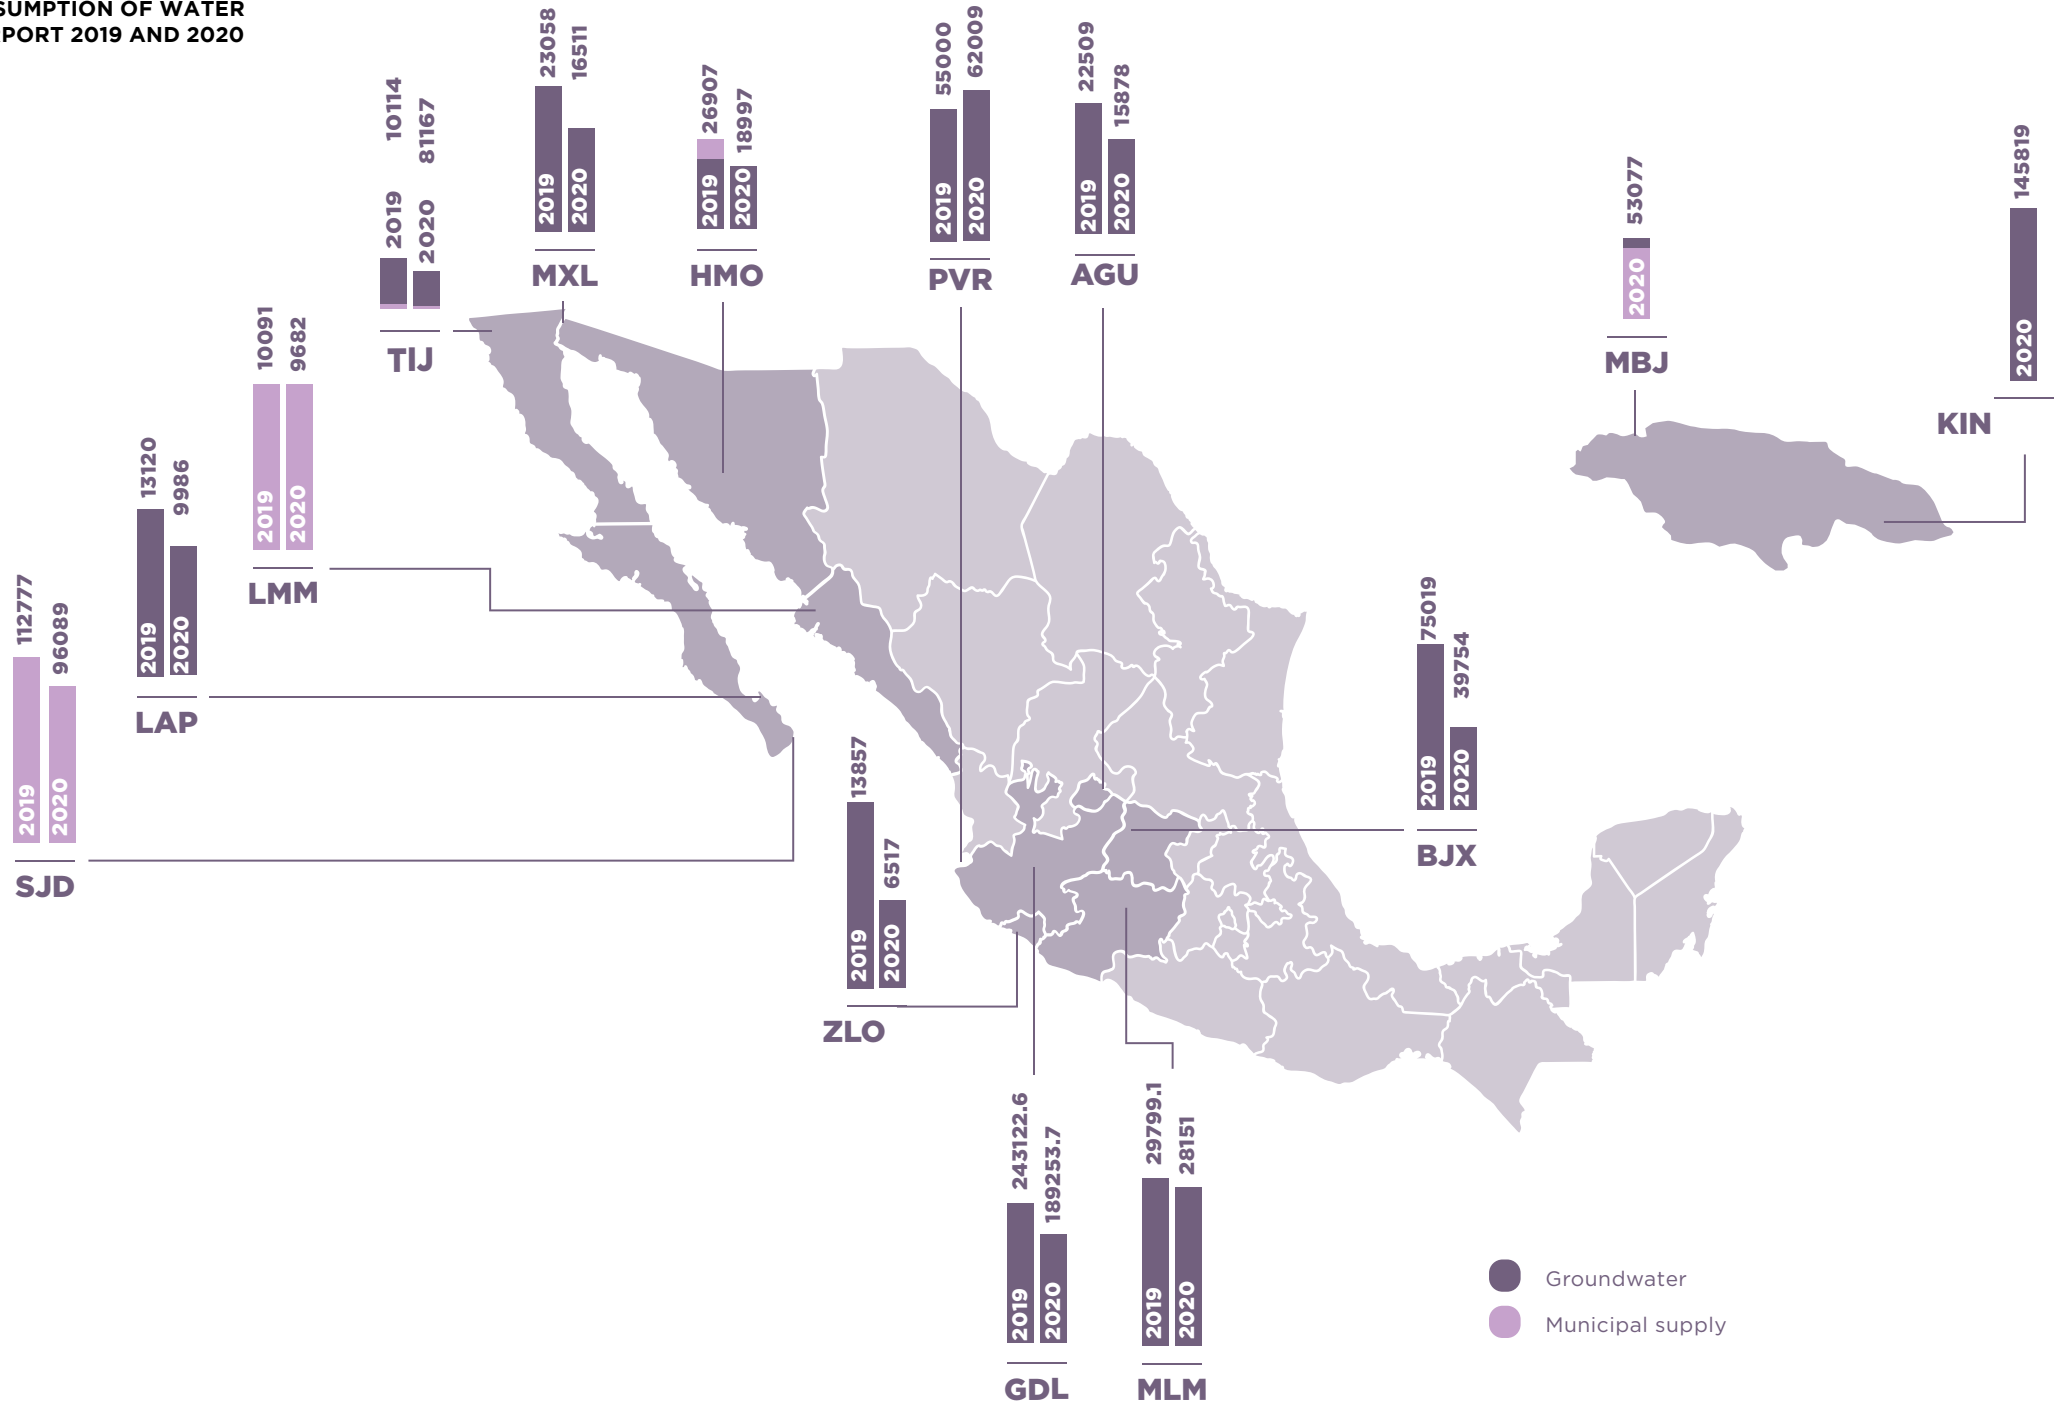 SUMPTION OF WATER
PORT 2019 AND 2020
10114
81167
2019
2020
TIJ
23058
16511
2019
2020
MXL
26907
18997
2019
2020
HMO
55000
62009
2019
2020
PVR
22509
15878
2019
2020
AGU
53077
2020
MBJ
145819
2020
KIN
10091
9682
2019
2020
LMM
13120
9986
2019
2020
LAP
112777
96089
2019
2020
SJD
13857
6517
2019
2020
ZLO
75019
39754
2019
2020
BJX
243122.6
189253.7
2019
2020
GDL
29799.1
28151
2019
2020
MLM
Groundwater
Municipal supply